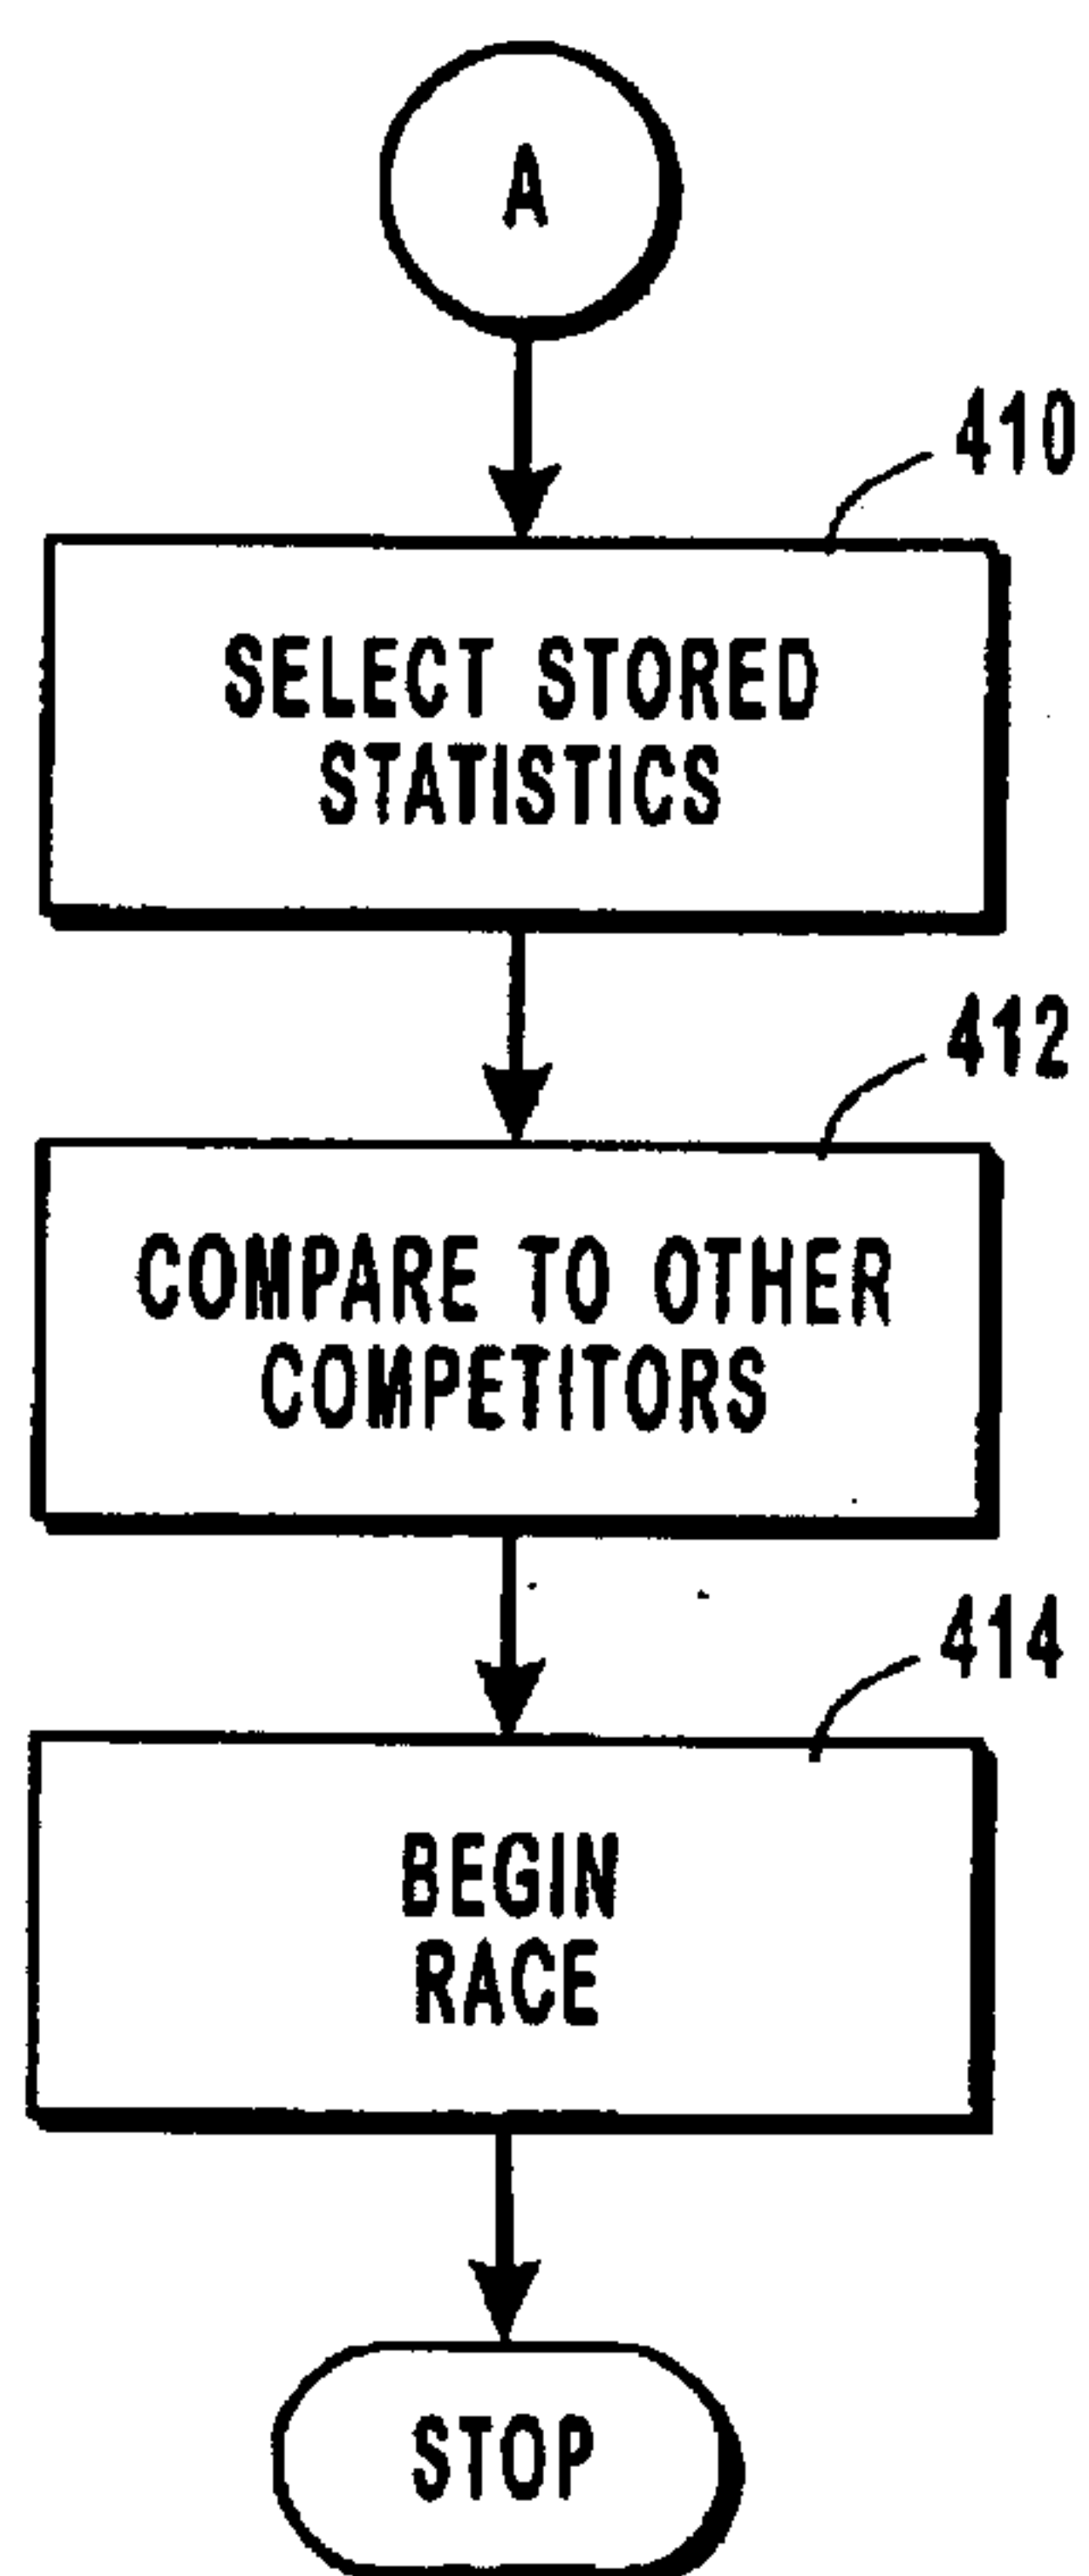 A
410
SELECT STORED
STATISTICS
412
COMPARE TO OTHER
COMPETITORS
414
BEGIN
RACE
STOP